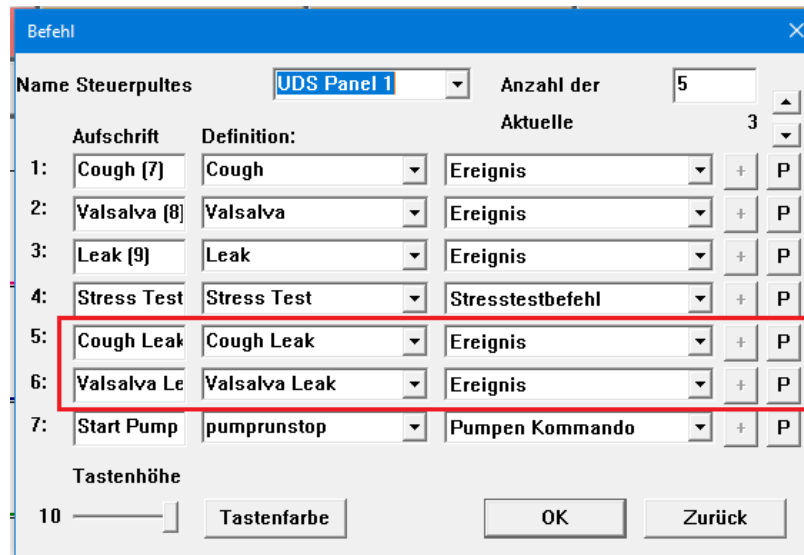 Befehl
Name Steuerpultes UDS Panel 1 Anzahl der 5
Aktuelle 3
Aufschrift Definition:
1: Cough (7) Cough Ereignis + P
2: Valsalva (8) Valsalva Ereignis + P
3: Leak (9) Leak Ereignis + P
4: Stress Test Stress Test Stresstestbefehl + P
5: Cough Leak Cough Leak Ereignis + P
6: Valsalva Le Valsalva Leak Ereignis + P
7: Start Pump pumprunstop Pumpen Kommando + P
Tastenhöhe
10 Tastenfarbe OK Zurück